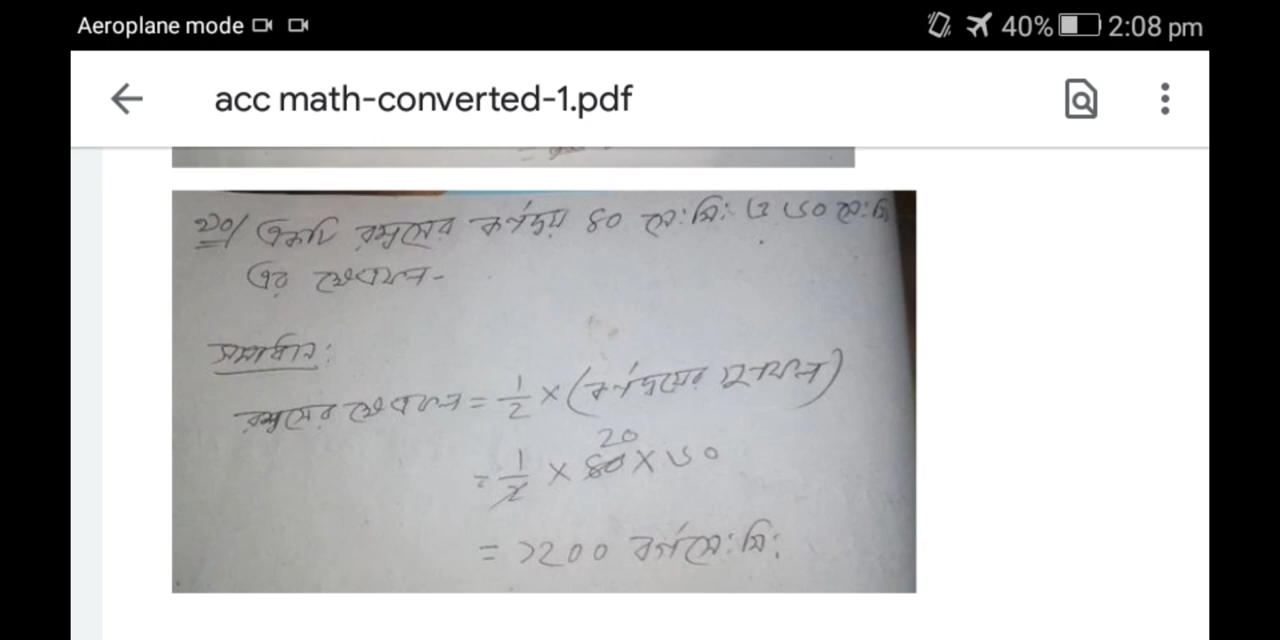 Aeroplane mode 40% 2:08 pm
acc math-converted-1.pdf
২০/ একটি রম্বসের কর্ণদ্বয় ৪০ সে:মি: ও ৬০ সে:মি
এর ক্ষেত্রফল-
সমাধান:
রম্বসের ক্ষেত্রফল = ½ × (কর্ণদ্বয়ের গুণফল)
20
= ½ × ৪০ × ৬০
= ১২০০ বর্গসে:মি: